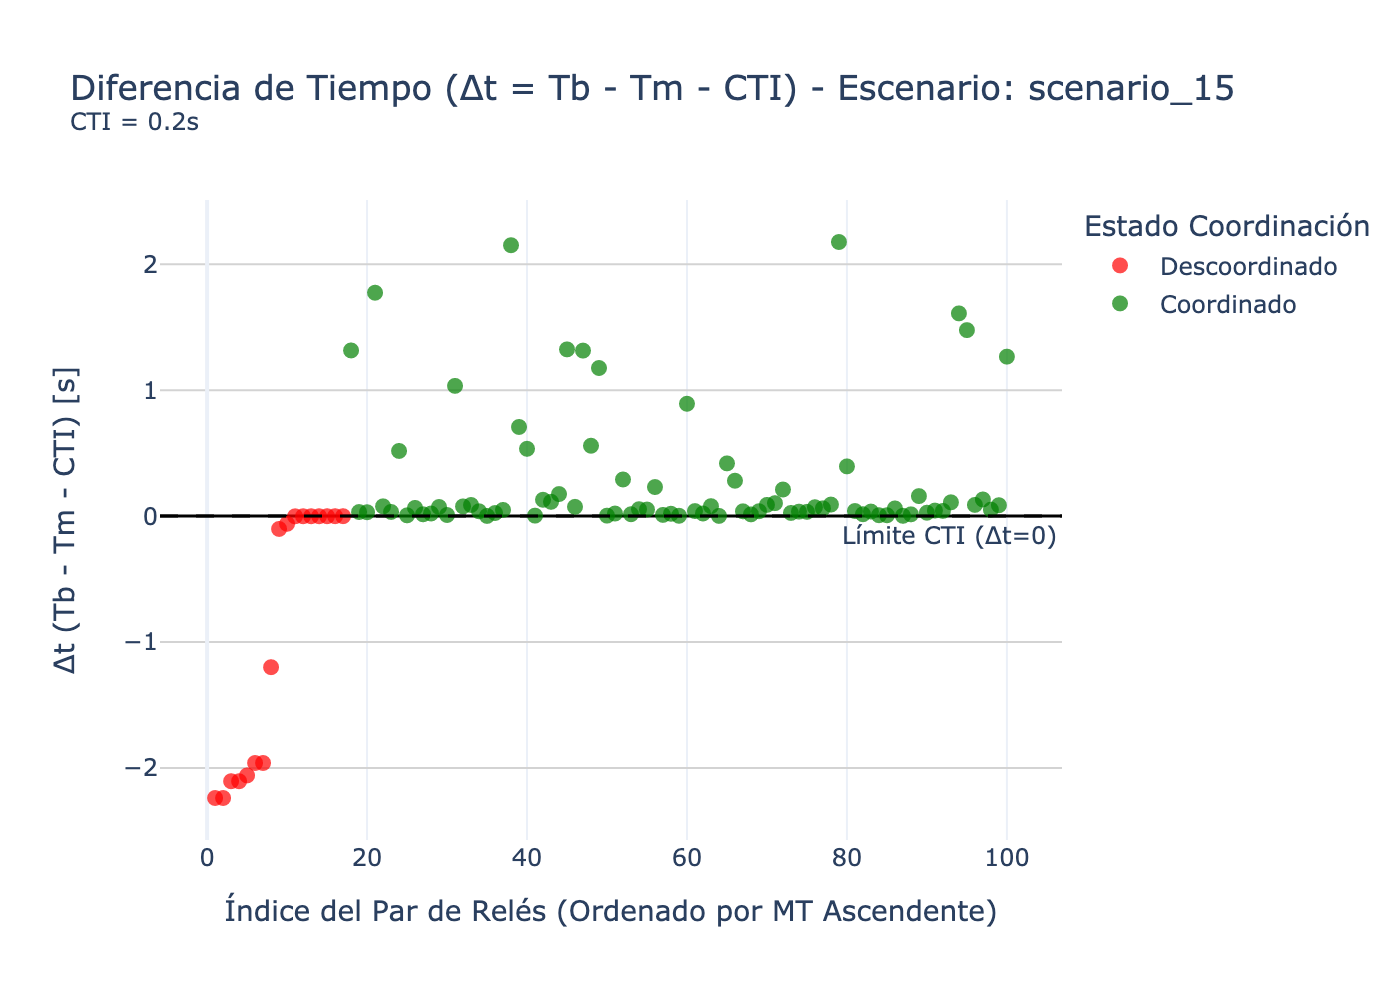 Diferencia de Tiempo (Δt = Tb - Tm - CTI) - Escenario: scenario_15
CTI = 0.2s
Estado Coordinación
Descoordinado
Coordinado
Δt (Tb - Tm - CTI) [s]
2
1
0
−1
−2
Límite CTI (Δt=0)
0 20 40 60 80 100
Índice del Par de Relés (Ordenado por MT Ascendente)